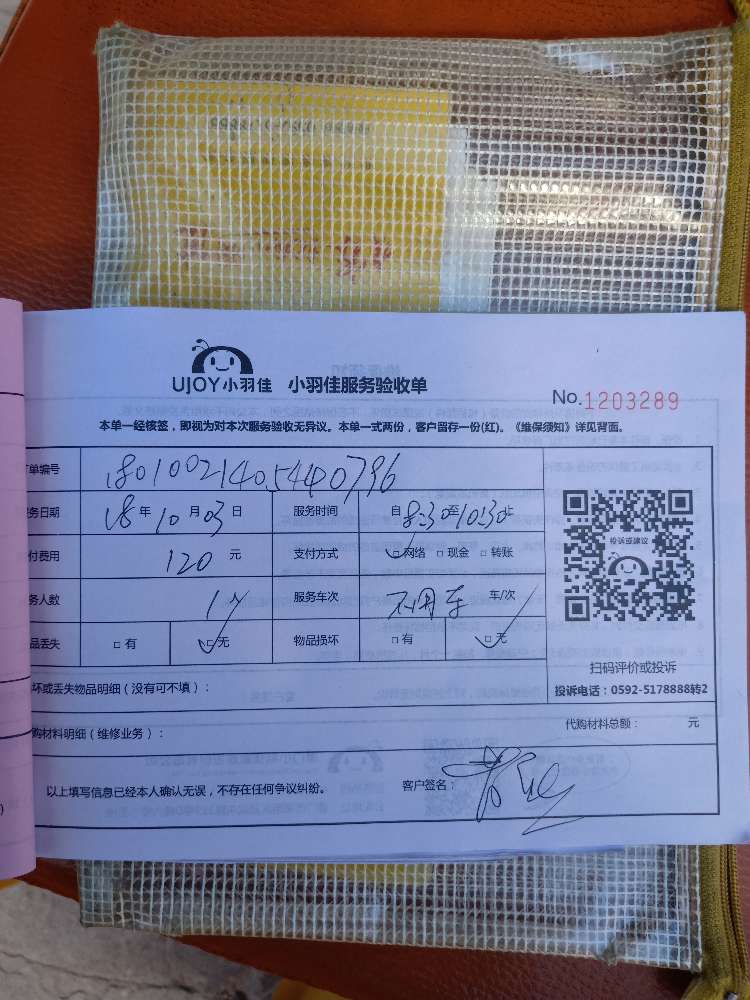 UJOY小羽佳 小羽佳服务验收单
No.1203289
本单一经核签，即视为对本次服务验收无异议。本单一式两份，客户留存一份(红)。《维保须知》详见背面。
单编号 18010021405440796
务日期 18年10月03日 服务时间 自8:30至10:30止
付费用 120元 支付方式 □网络 □现金 □转账
务人数 1人 服务车次 不用车 车/次
品丢失 □有 □无 物品损坏 □有 □无
投诉或建议
扫码评价或投诉
投诉电话：0592-5178888转2
坏或丢失物品明细（没有可不填）：
代购材料总额： 元
购材料明细（维修业务）：
以上填写信息已经本人确认无误，不存在任何争议纠纷。 客户签名：